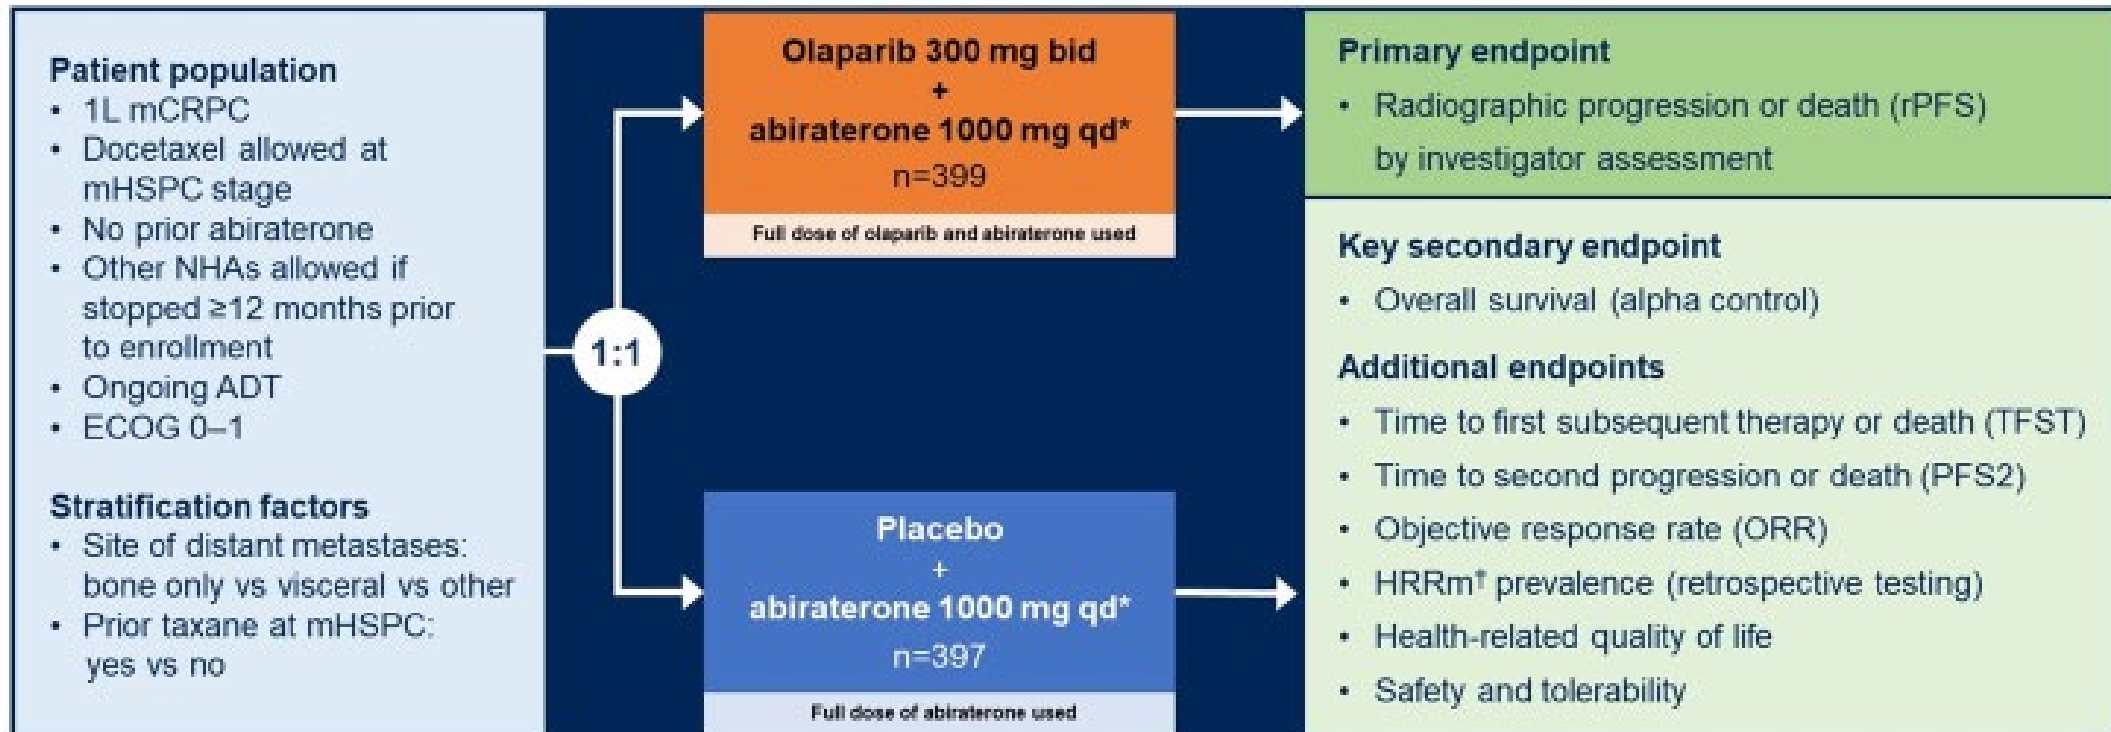 Patient population
• 1L mCRPC
• Docetaxel allowed at
mHSPC stage
• No prior abiraterone
• Other NHAs allowed if
stopped ≥12 months prior
to enrollment
• Ongoing ADT
• ECOG 0–1
Stratification factors
• Site of distant metastases:
bone only vs visceral vs other
• Prior taxane at mHSPC:
yes vs no
1:1
Olaparib 300 mg bid
+
abiraterone 1000 mg qd*
n=399
Full dose of olaparib and abiraterone used
Placebo
+
abiraterone 1000 mg qd*
n=397
Full dose of abiraterone used
Primary endpoint
• Radiographic progression or death (rPFS)
by investigator assessment
Key secondary endpoint
• Overall survival (alpha control)
Additional endpoints
• Time to first subsequent therapy or death (TFST)
• Time to second progression or death (PFS2)
• Objective response rate (ORR)
• HRRm† prevalence (retrospective testing)
• Health-related quality of life
• Safety and tolerability